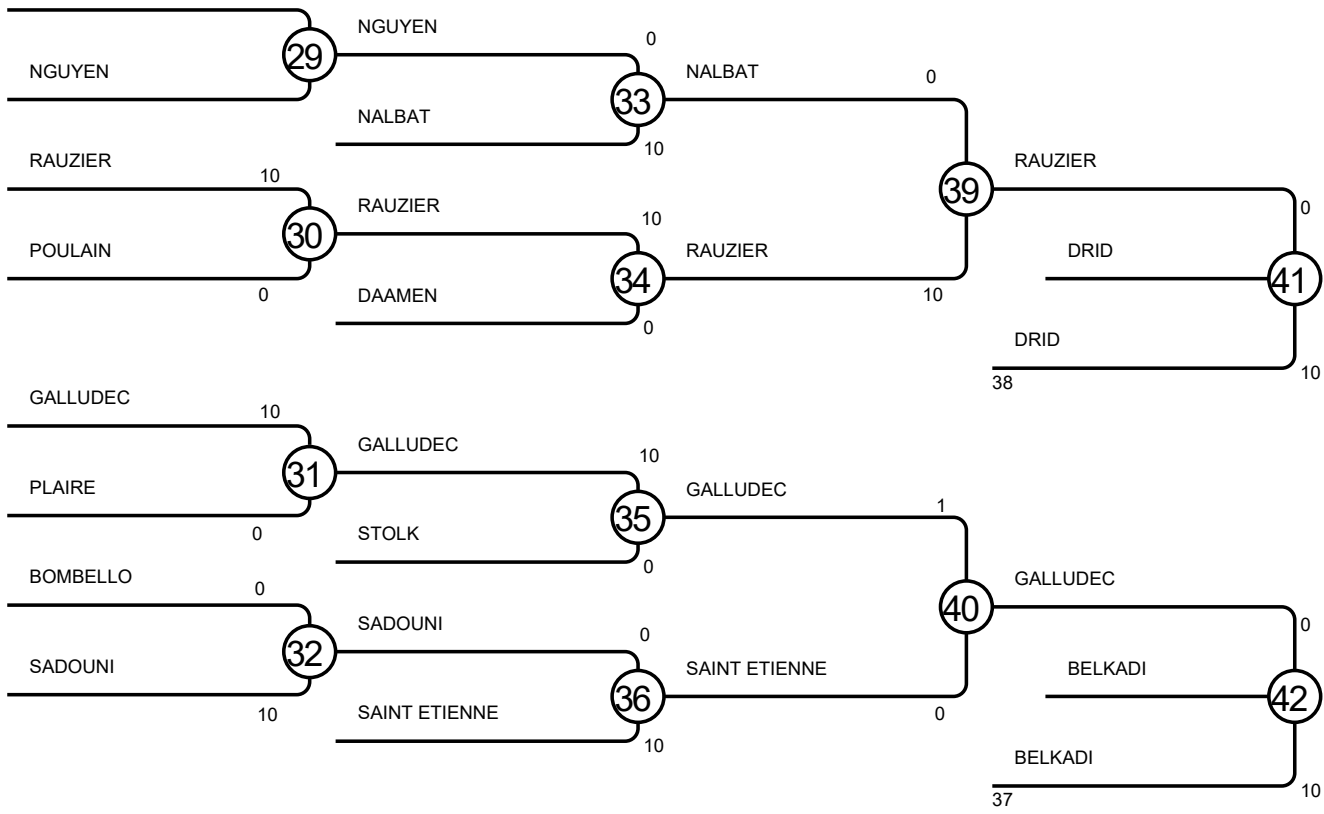 NGUYEN
0
29
NALBAT
0
NGUYEN
33
NALBAT
10
RAUZIER
10
39
RAUZIER
0
RAUZIER
10
30
RAUZIER
10
DRID
41
POULAIN
0
34
DAAMEN
0
10
DRID
38
10
GALLUDEC
10
31
GALLUDEC
10
GALLUDEC
1
PLAIRE
0
35
STOLK
0
BOMBELLO
0
40
GALLUDEC
0
32
SADOUNI
0
SAINT ETIENNE
0
BELKADI
42
SADOUNI
10
36
SAINT ETIENNE
10
BELKADI
37
10